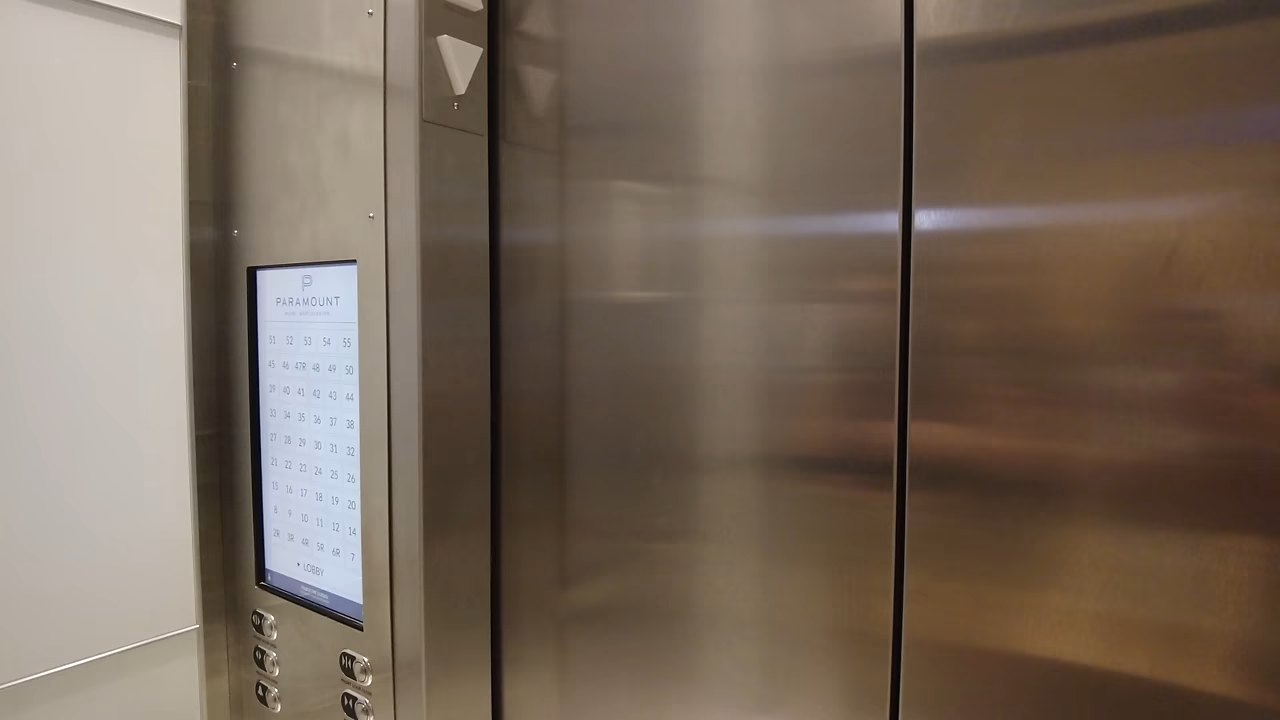 P
PARAMOUNT
51 52 53 54 55
45 46 47R 48 49 50
39 40 41 42 43 44
33 34 35 36 37 38
27 28 29 30 31 32
21 22 23 24 25 26
15 16 17 18 19 20
8 9 10 11 12 14
2R 3R 4R 5R 6R 7
LOBBY